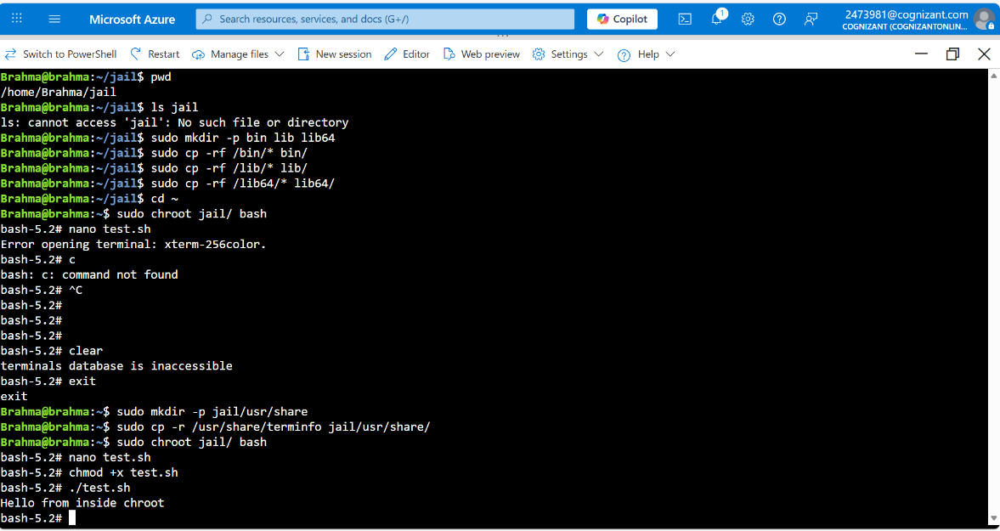 Microsoft Azure
Search resources, services, and docs (G+/)
Copilot
1
2473981@cognizant.com
COGNIZANT (COGNIZANTONLIN...
Switch to PowerShell
Restart
Manage files
New session
Editor
Web preview
Settings
Help
Brahma@brahma:~/jail$ pwd
/home/Brahma/jail
Brahma@brahma:~/jail$ ls jail
ls: cannot access 'jail': No such file or directory
Brahma@brahma:~/jail$ sudo mkdir -p bin lib lib64
Brahma@brahma:~/jail$ sudo cp -rf /bin/* bin/
Brahma@brahma:~/jail$ sudo cp -rf /lib/* lib/
Brahma@brahma:~/jail$ sudo cp -rf /lib64/* lib64/
Brahma@brahma:~/jail$ cd ~
Brahma@brahma:~$ sudo chroot jail/ bash
bash-5.2# nano test.sh
Error opening terminal: xterm-256color.
bash-5.2# c
bash: c: command not found
bash-5.2# ^C
bash-5.2#
bash-5.2#
bash-5.2#
bash-5.2# clear
terminals database is inaccessible
bash-5.2# exit
exit
Brahma@brahma:~$ sudo mkdir -p jail/usr/share
Brahma@brahma:~$ sudo cp -r /usr/share/terminfo jail/usr/share/
Brahma@brahma:~$ sudo chroot jail/ bash
bash-5.2# nano test.sh
bash-5.2# chmod +x test.sh
bash-5.2# ./test.sh
Hello from inside chroot
bash-5.2#